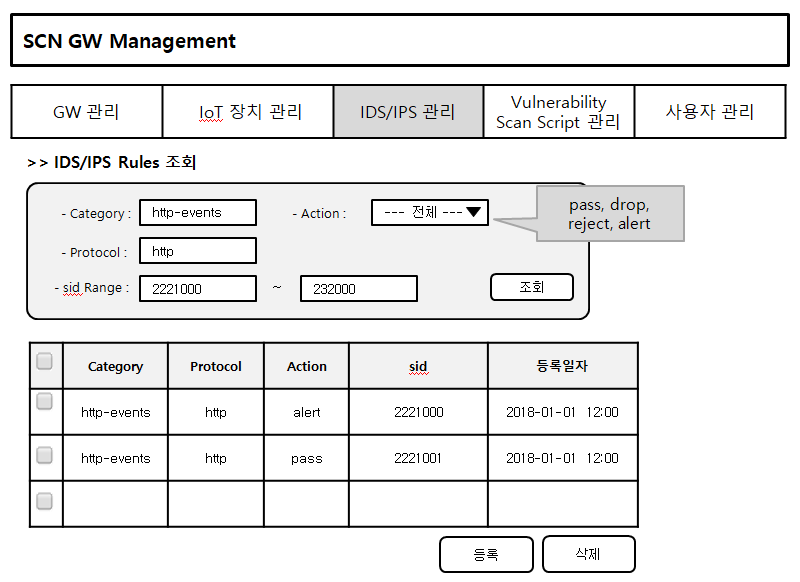 SCN GW Management
GW 관리
IoT 장치 관리
IDS/IPS 관리
Vulnerability
Scan Script 관리
사용자 관리
>> IDS/IPS Rules 조회
- Category : http-events
- Action : --- 전체 ---
pass, drop,
reject, alert
- Protocol : http
- sid Range : 2221000 ~ 232000
조회
Category Protocol Action sid 등록일자
http-events http alert 2221000 2018-01-01 12:00
http-events http pass 2221001 2018-01-01 12:00
등록
삭제